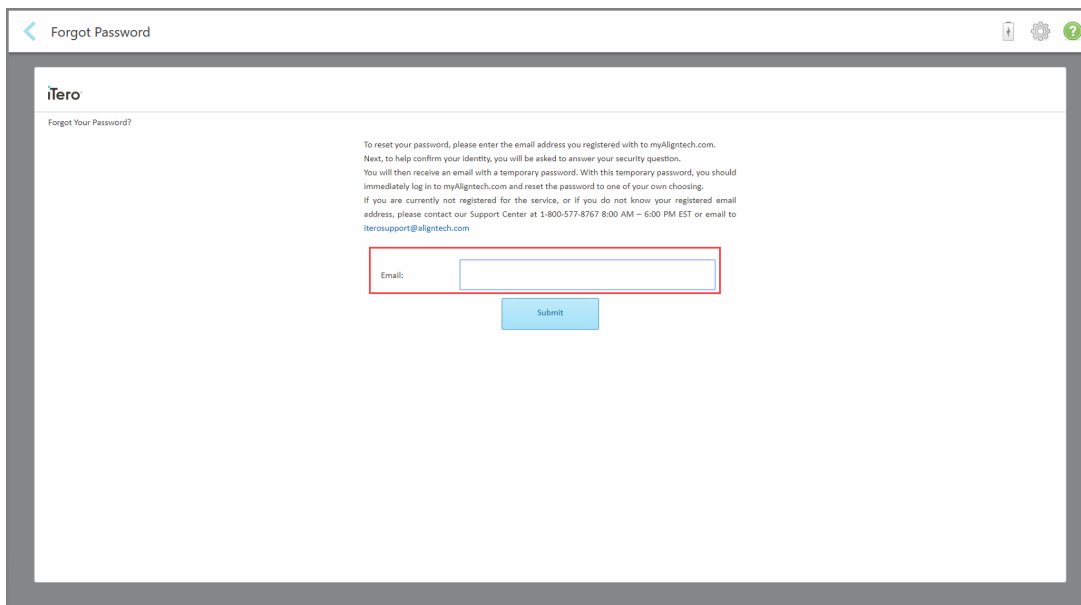 Forgot Password
?
iTero
Forgot Your Password?
To reset your password, please enter the email address you registered with to myAligntech.com.
Next, to help confirm your identity, you will be asked to answer your security question.
You will then receive an email with a temporary password. With this temporary password, you should
immediately log in to myAligntech.com and reset the password to one of your own choosing.
If you are currently not registered for the service, or if you do not know your registered email
address, please contact our Support Center at 1-800-577-8767 8:00 AM – 6:00 PM EST or email to
iterosupport@aligntech.com
Email:
Submit